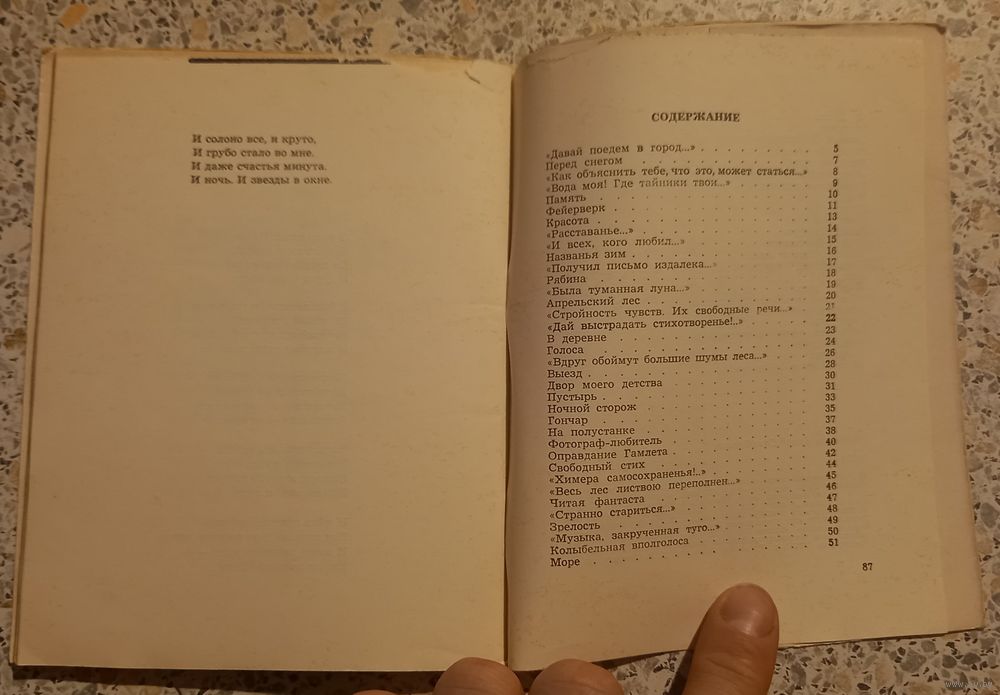 И солоно все, и круто,
И грубо стало во мне.
И даже счастья минута.
И ночь. И звезды в окне.
СОДЕРЖАНИЕ
«Давай поедем в город...» . . . . . . . . 5
Перед снегом . . . . . . . . 7
«Как объяснить тебе, что это, может статься...» 8
«Вода моя! Где тайники твои...» . . . . . 9
Память . . . . . . . . 10
Фейерверк . . . . . . . . 11
Красота . . . . . . . . 13
«Расставанье...» . . . . . . . . 14
«И всех, кого любил...» . . . . . . . . 15
Названья зим . . . . . . . . 16
«Получил письмо издалека...» . . . . . 17
Рябина . . . . . . . . 18
«Была туманная луна...» . . . . . . . . 19
Апрельский лес . . . . . . . . 20
«Стройность чувств. Их свободные речи...» . 21
«Дай выстрадать стихотворенье!..» . . . . . 22
В деревне . . . . . . . . 23
Голоса . . . . . . . . 24
«Вдруг обоймут большие шумы леса...» . . . 26
Выезд . . . . . . . . 28
Двор моего детства . . . . . . . . 30
Пустырь . . . . . . . . 31
Ночной сторож . . . . . . . . 33
Гончар . . . . . . . . 35
На полустанке . . . . . . . . 37
Фотограф-любитель . . . . . . . . 38
Оправдание Гамлета . . . . . . . . 40
Свободный стих . . . . . . . . 42
«Химера самосохраненья!..» . . . . . . 44
«Весь лес листвою переполнен...» . . . . . 45
Читая фантаста . . . . . . . . 46
«Странно стариться...» . . . . . . . . 47
Зрелость . . . . . . . . 48
«Музыка, закрученная туго...» . . . . . . 49
Колыбельная вполголоса . . . . . . . . 50
Море . . . . . . . . 51
87